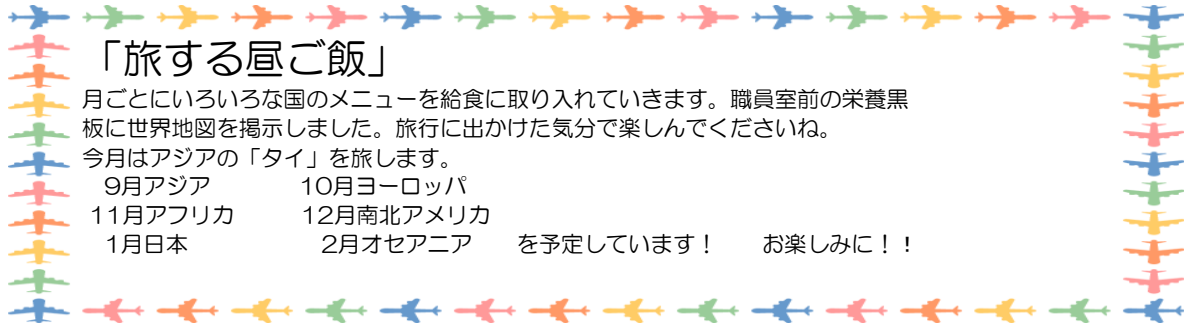 「旅する昼ご飯」
月ごとにいろいろな国のメニューを給食に取り入れていきます。職員室前の栄養黒
板に世界地図を掲示しました。旅行に出かけた気分で楽しんでくださいね。
今月はアジアの「タイ」を旅します。
9月アジア　　　　10月ヨーロッパ
11月アフリカ　　　12月南北アメリカ
1月日本　　　　　　2月オセアニア　　を予定しています！　　お楽しみに！！